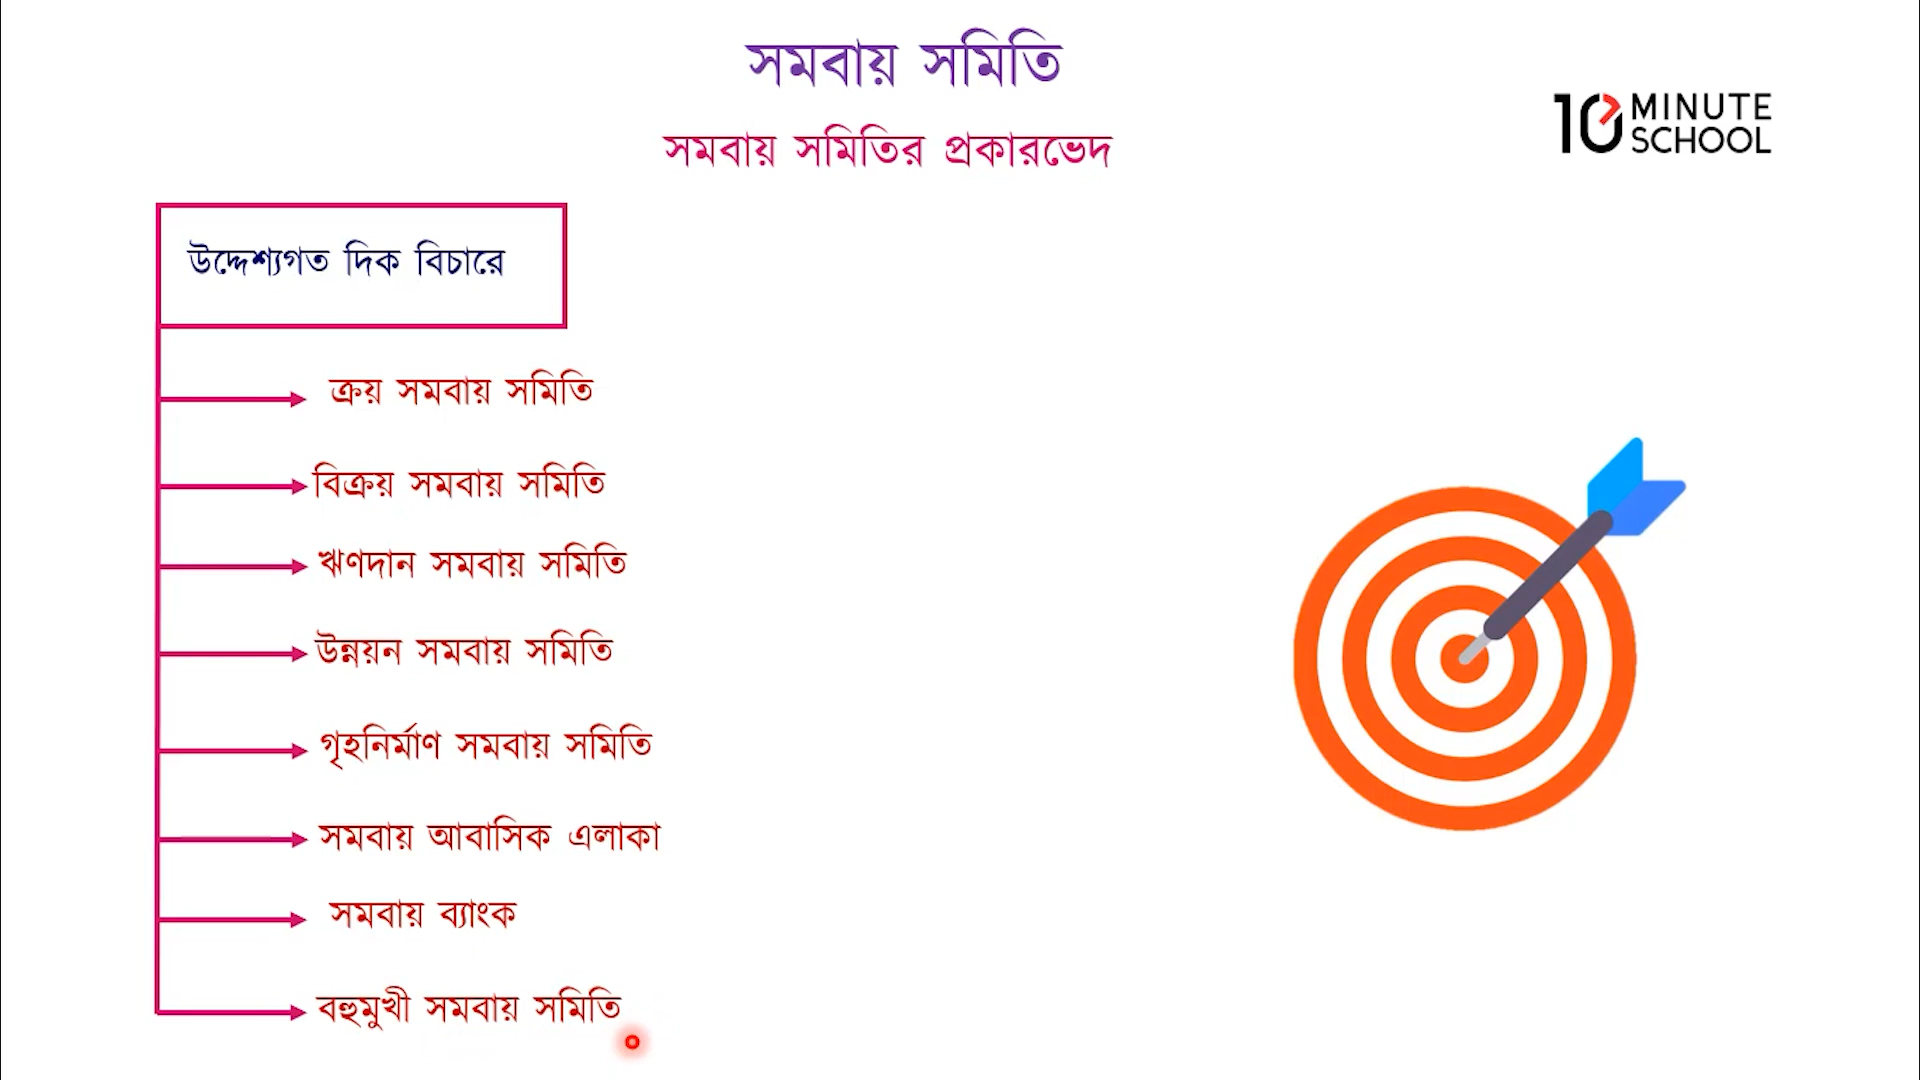 সমবায় সমিতি
সমবায় সমিতির প্রকারভেদ
10 MINUTE SCHOOL
উদ্দেশ্যগত দিক বিচারে
ক্রয় সমবায় সমিতি
বিক্রয় সমবায় সমিতি
ঋণদান সমবায় সমিতি
উন্নয়ন সমবায় সমিতি
গৃহনির্মাণ সমবায় সমিতি
সমবায় আবাসিক এলাকা
সমবায় ব্যাংক
বহুমুখী সমবায় সমিতি